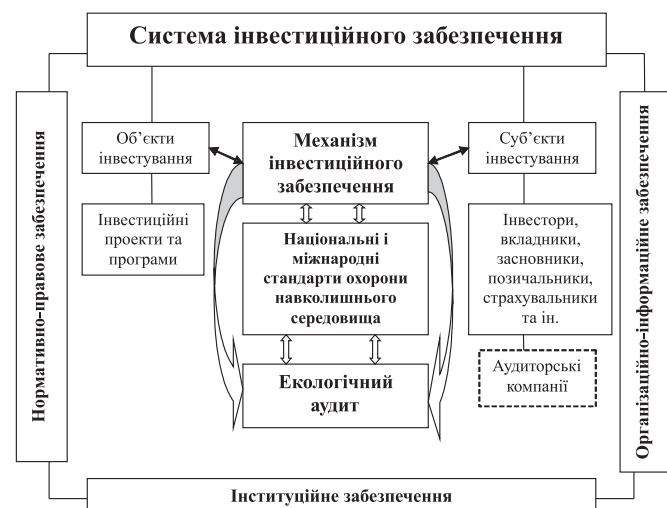 Система інвестиційного забезпечення
Нормативно-правове забезпечення
Об’єкти
інвестування
Механізм
інвестиційного
забезпечення
Суб’єкти
інвестування
Інвестиційні
проекти та
програми
Національні і
міжнародні
стандарти охорони
навколишнього
середовища
Інвестори,
вкладники,
засновники,
позичальники,
страхувальники
та ін.
Екологічний
аудит
Аудиторські
компанії
Організаційно-інформаційне забезпечення
Інституційне забезпечення